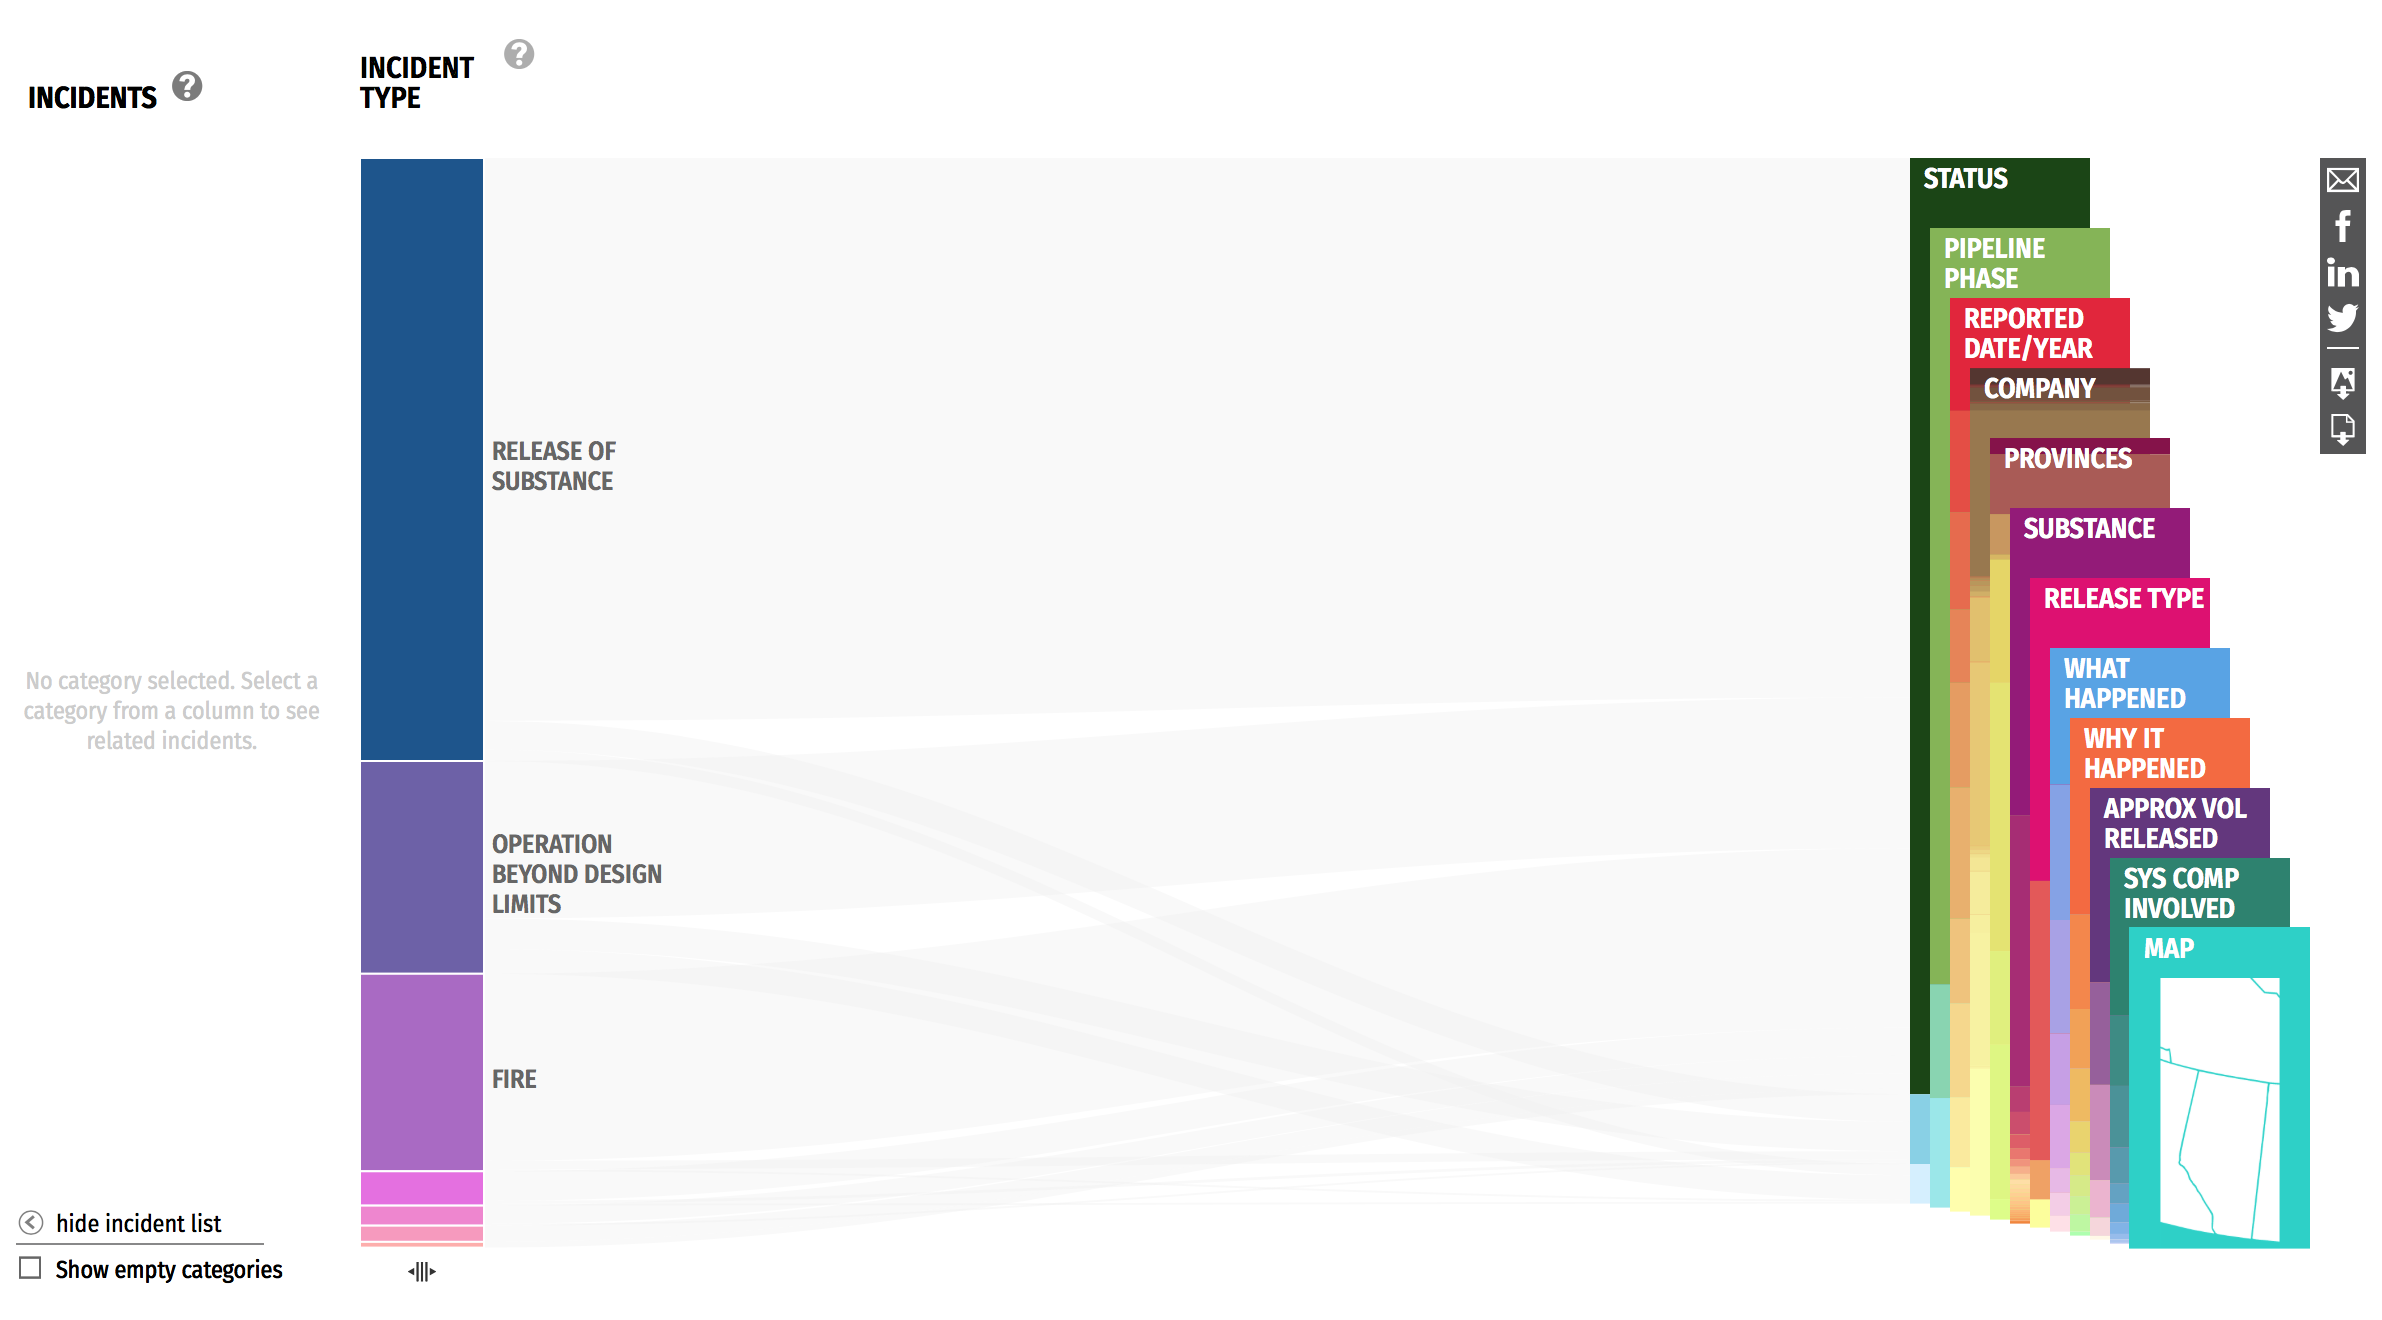 INCIDENTS ?
INCIDENT
TYPE
?
RELEASE OF
SUBSTANCE
OPERATION
BEYOND DESIGN
LIMITS
FIRE
No category selected. Select a
category from a column to see
related incidents.
hide incident list
Show empty categories
STATUS
PIPELINE
PHASE
REPORTED
DATE/YEAR
COMPANY
PROVINCES
SUBSTANCE
RELEASE TYPE
WHAT
HAPPENED
WHY IT
HAPPENED
APPROX VOL
RELEASED
SYS COMP
INVOLVED
MAP
f
in